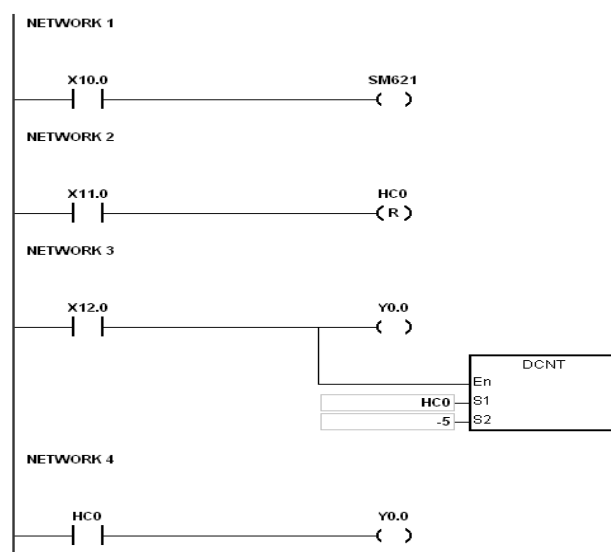 NETWORK 1
X10.0 SM621
NETWORK 2
X11.0 HC0
R
NETWORK 3
X12.0 Y0.0
DCNT
En
HC0 S1
-5 S2
NETWORK 4
HC0 Y0.0